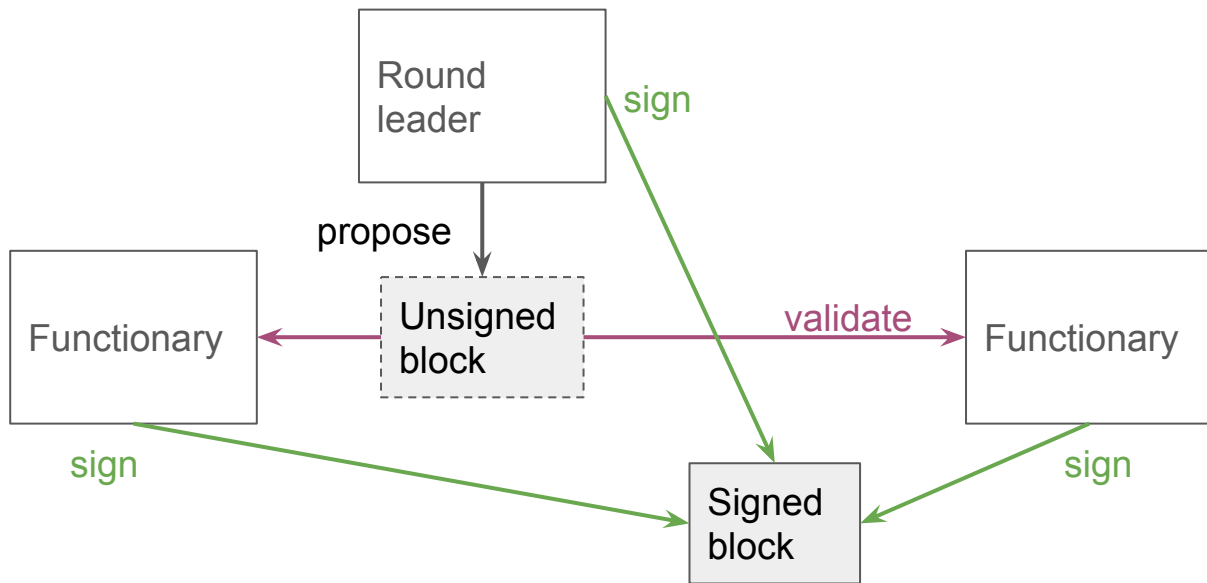 Round
leader
sign
propose
Functionary
Unsigned
block
validate
Functionary
sign
sign
Signed
block